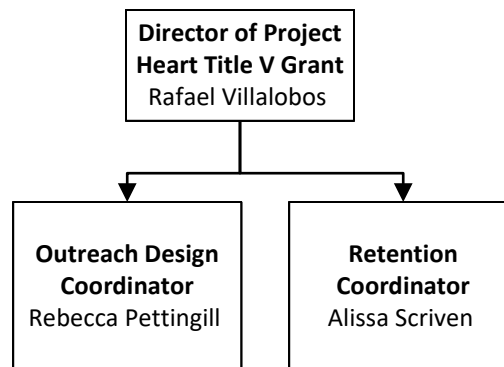 Director of Project
Heart Title V Grant
Rafael Villalobos
Outreach Design
Coordinator
Rebecca Pettingill
Retention
Coordinator
Alissa Scriven